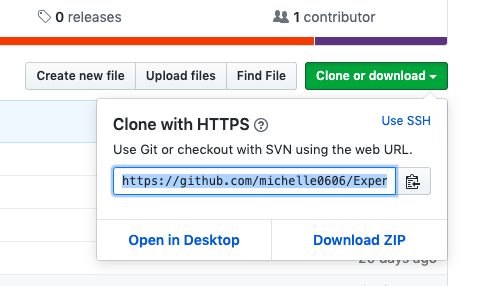 0 releases
1 contributor
Create new file
Upload files
Find File
Clone or download
Clone with HTTPS
Use SSH
Use Git or checkout with SVN using the web URL.
https://github.com/michelle0606/Exper
Open in Desktop
Download ZIP
days ago